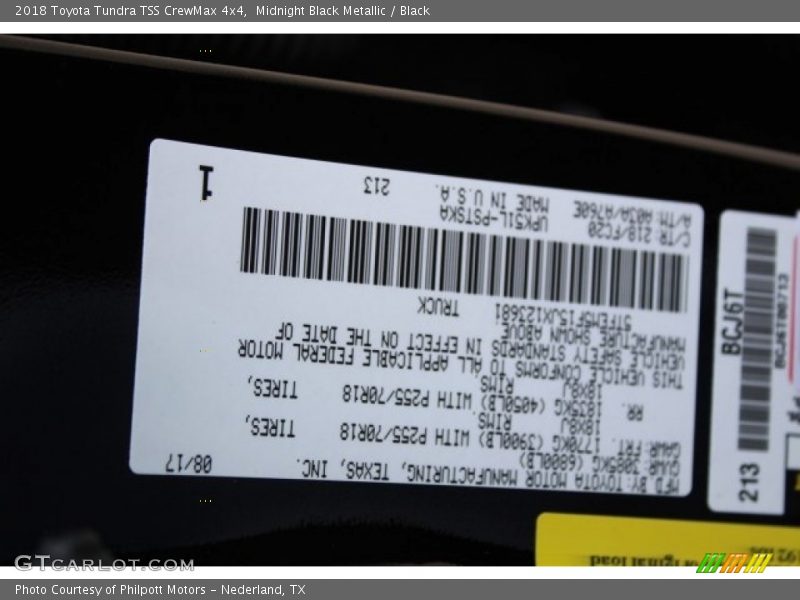 2018 Toyota Tundra TSS CrewMax 4x4, Midnight Black Metallic / Black
MFD BY: TOYOTA MOTOR MANUFACTURING, TEXAS, INC. 08/17
GVWR: 3085KG (6800LB)
GAWR: FRT. 1770KG (3900LB) WITH P255/70R18 TIRES,
18X8J RIMS.
RR. 1835KG (4050LB) WITH P255/70R18 TIRES,
18X8J RIMS.
THIS VEHICLE CONFORMS TO ALL APPLICABLE FEDERAL MOTOR
VEHICLE SAFETY STANDARDS IN EFFECT ON THE DATE OF
MANUFACTURE SHOWN ABOVE.
5TFEM5F15JX123681 TRUCK
C/TR: 218/FC20 UPK51L-PSTSKA
A/TM: A03A/A760E MADE IN U.S.A. 213
1
BCJ6T
213
original load
GTCARLOT.COM
Photo Courtesy of Philpott Motors - Nederland, TX